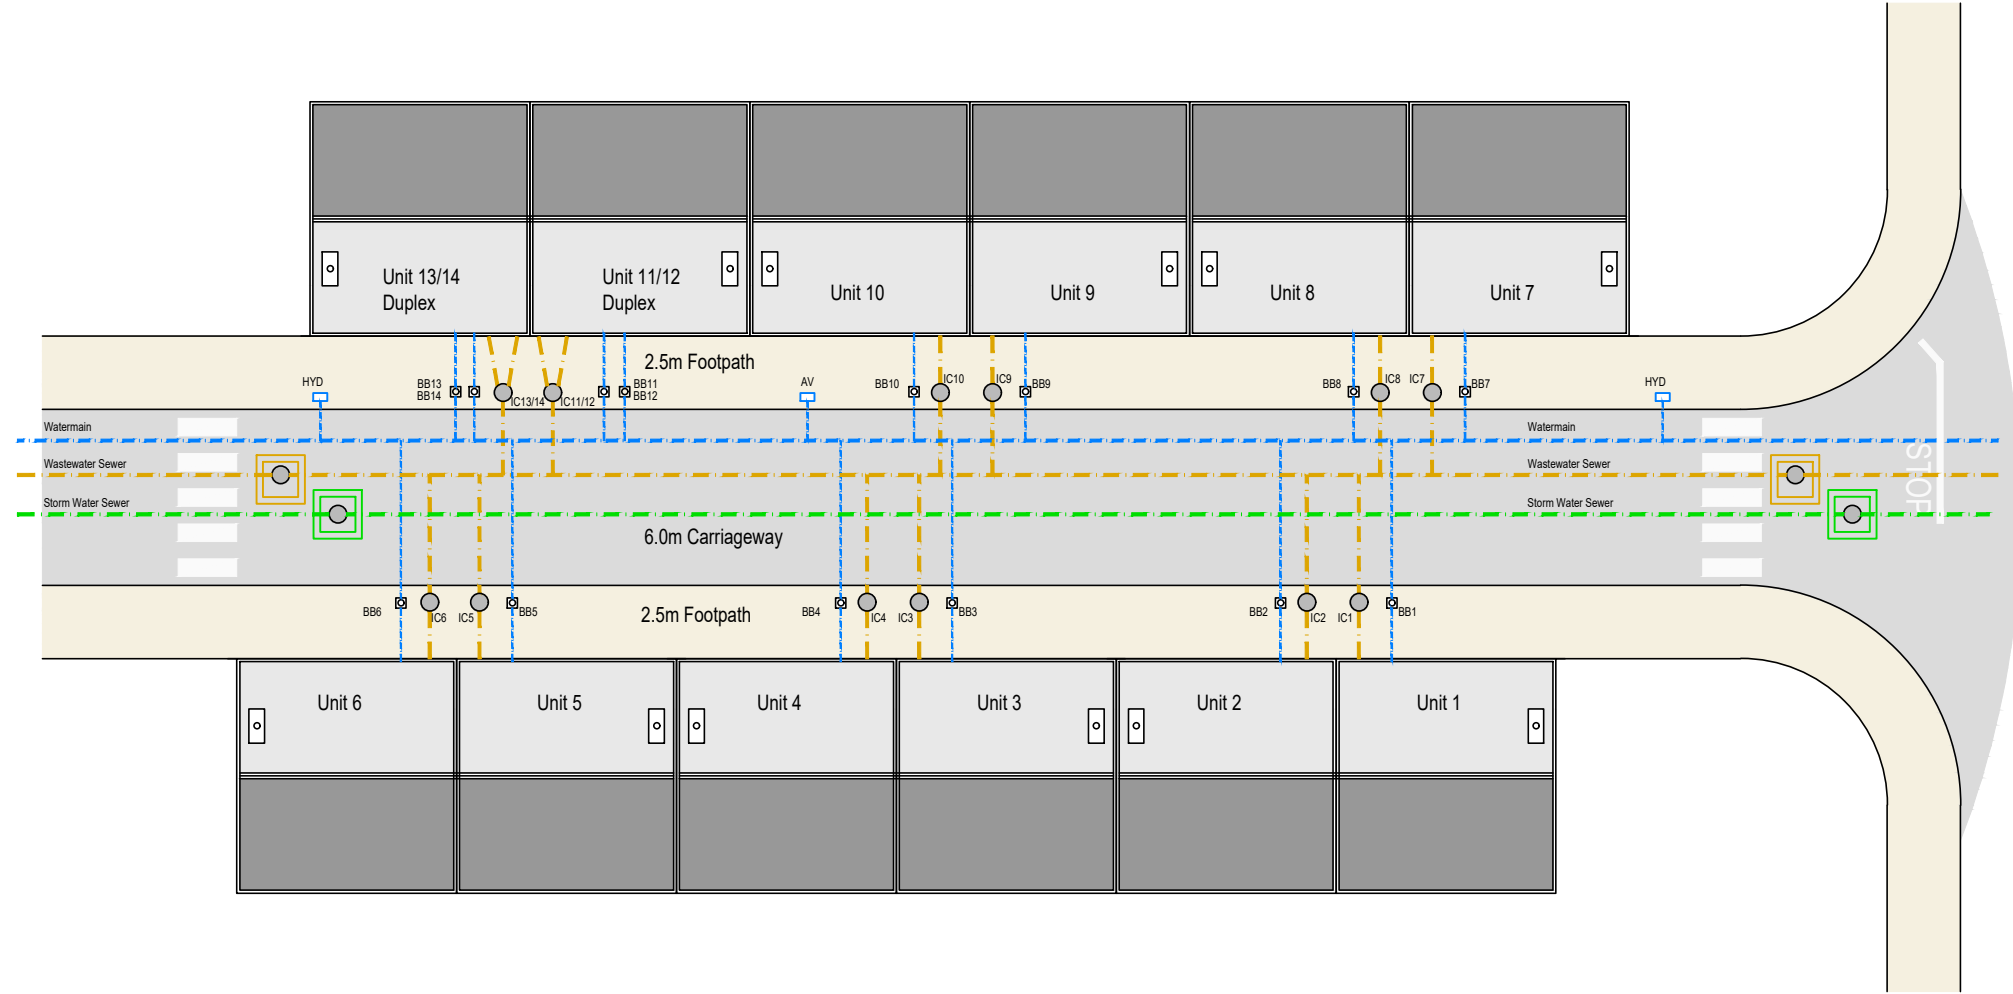 Unit 13/14
Duplex
Unit 11/12
Duplex
Unit 10
Unit 9
Unit 8
Unit 7
2.5m Footpath
HYD
BB13
BB14
IC13/14
IC11/12
BB11
BB12
AV
BB10
IC10
IC9
BB9
BB8
IC8
IC7
BB7
HYD
Watermain
Watermain
Wastewater Sewer
Wastewater Sewer
Storm Water Sewer
Storm Water Sewer
STOP
6.0m Carriageway
BB6
IC6
IC5
BB5
2.5m Footpath
BB4
IC4
IC3
BB3
BB2
IC2
IC1
BB1
Unit 6
Unit 5
Unit 4
Unit 3
Unit 2
Unit 1